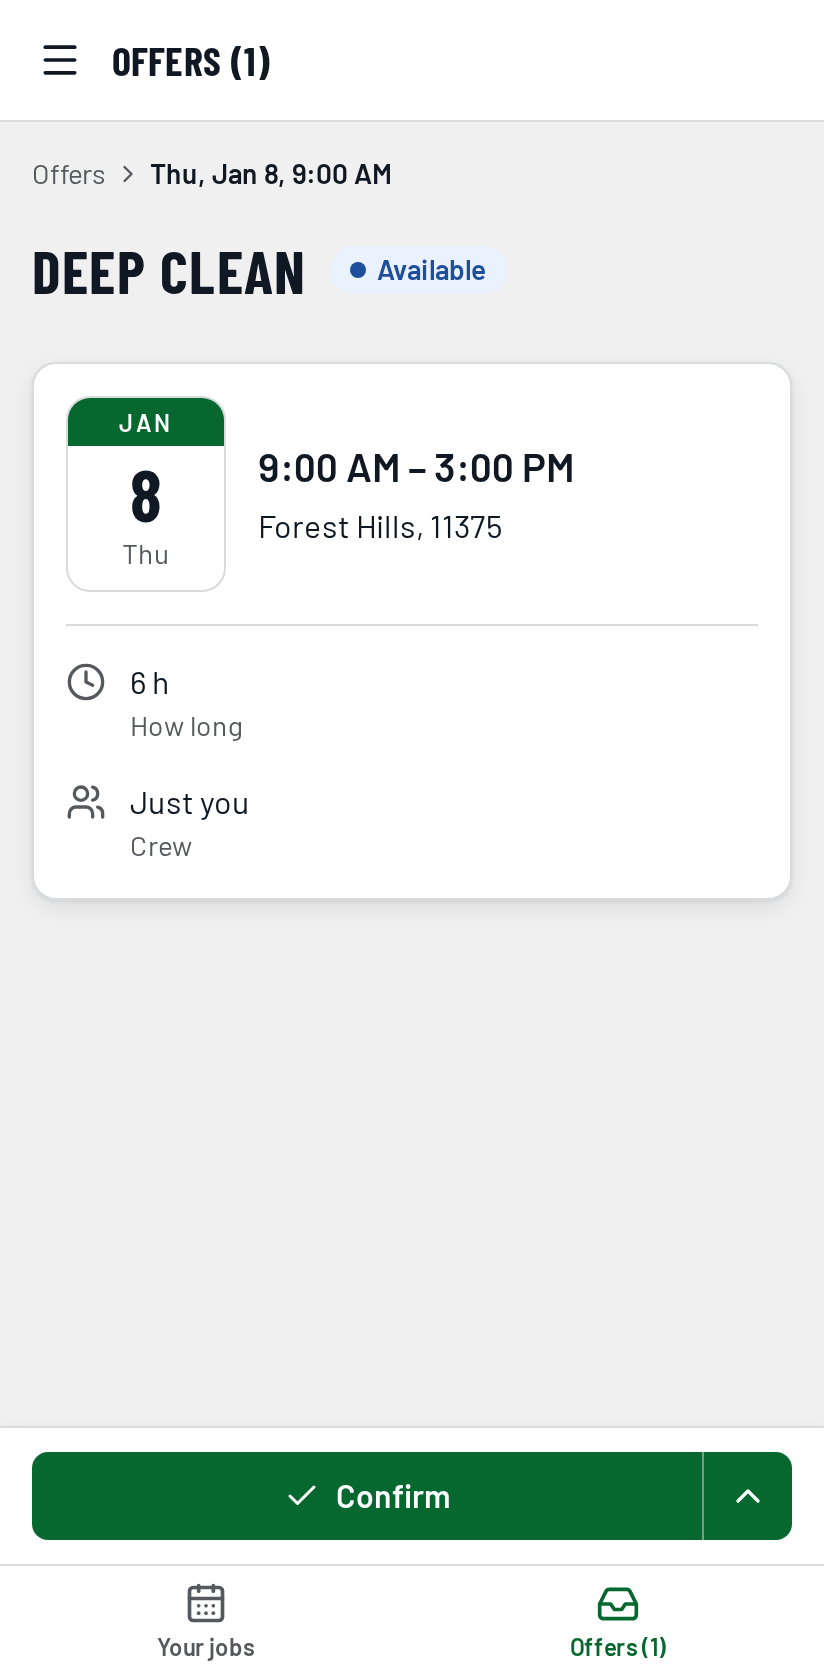 OFFERS (1)
Offers > Thu, Jan 8, 9:00 AM
DEEP CLEAN
Available
JAN
8
Thu
9:00 AM – 3:00 PM
Forest Hills, 11375
6 h
How long
Just you
Crew
Confirm
Your jobs
Offers (1)